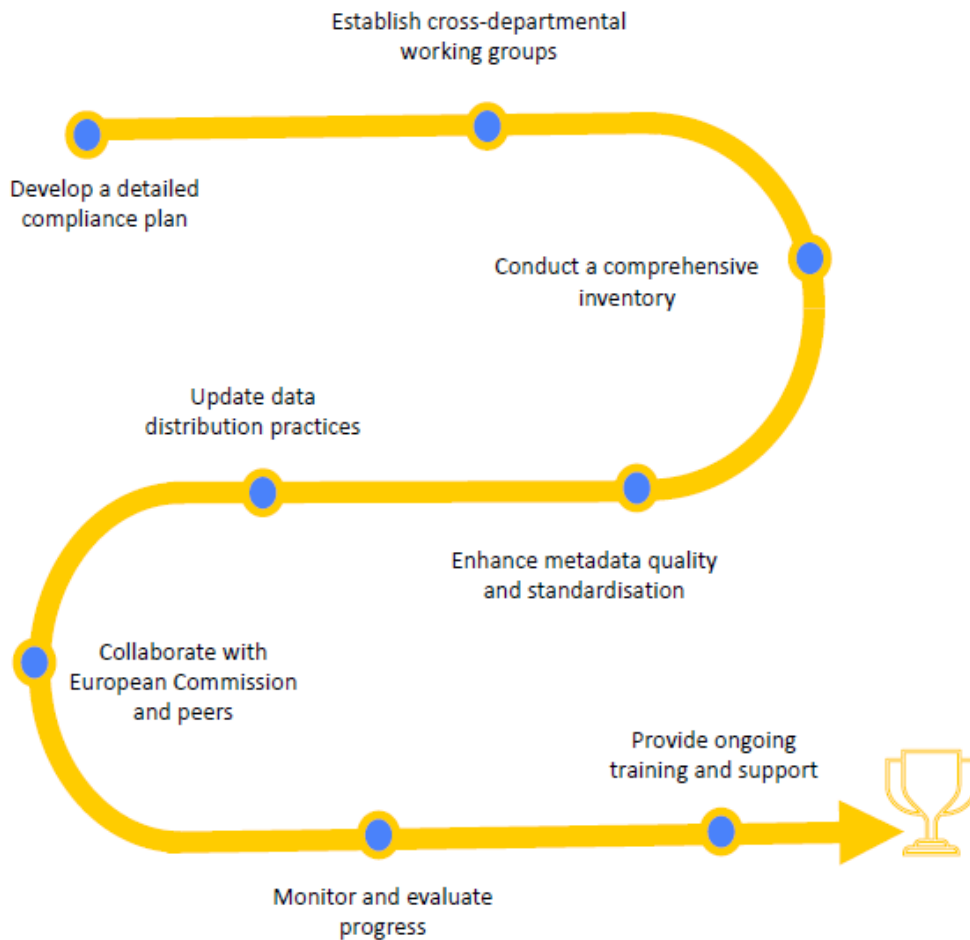 Establish cross-departmental
working groups
Develop a detailed
compliance plan
Conduct a comprehensive
inventory
Update data
distribution practices
Enhance metadata quality
and standardisation
Collaborate with
European Commission
and peers
Provide ongoing
training and support
Monitor and evaluate
progress